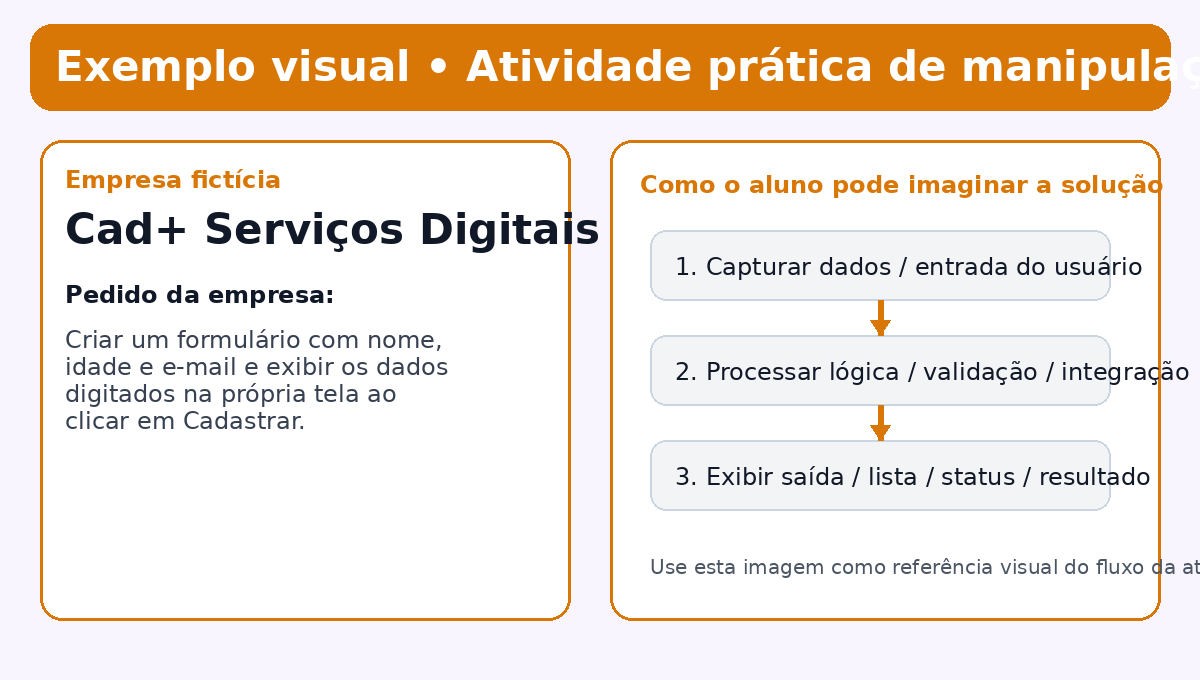 Exemplo visual • Atividade prática de manipulaç
Empresa fictícia
Cad+ Serviços Digitais
Pedido da empresa:
Criar um formulário com nome,
idade e e-mail e exibir os dados
digitados na própria tela ao
clicar em Cadastrar.
Como o aluno pode imaginar a solução
1. Capturar dados / entrada do usuário
2. Processar lógica / validação / integração
3. Exibir saída / lista / status / resultado
Use esta imagem como referência visual do fluxo da at